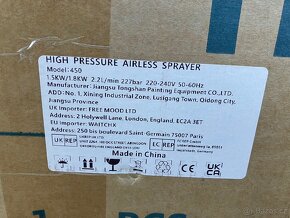 HIGH PRESSURE AIRLESS SPRAYER
Model:450
1.5KW/1.8KW 2.2L/min 227bar 220-240V 50-60Hz
Manufacturer: Jiangsu Tongshan Painting Equipment CO.,LTD.
ADD:No. 1, Xining Industrial Zone, Lusigang Town, Qidong City,
Jiangsu Province
UK Importer: FREE MOOD LTD
Address: 2 Holywell Lane, London, England, EC2A 3ET
EU importer: WAITCHX
Address: 250 bis boulevard Saint-Germain 75007 Paris
UK REP
EC REP
CE
UK CA
Made in China